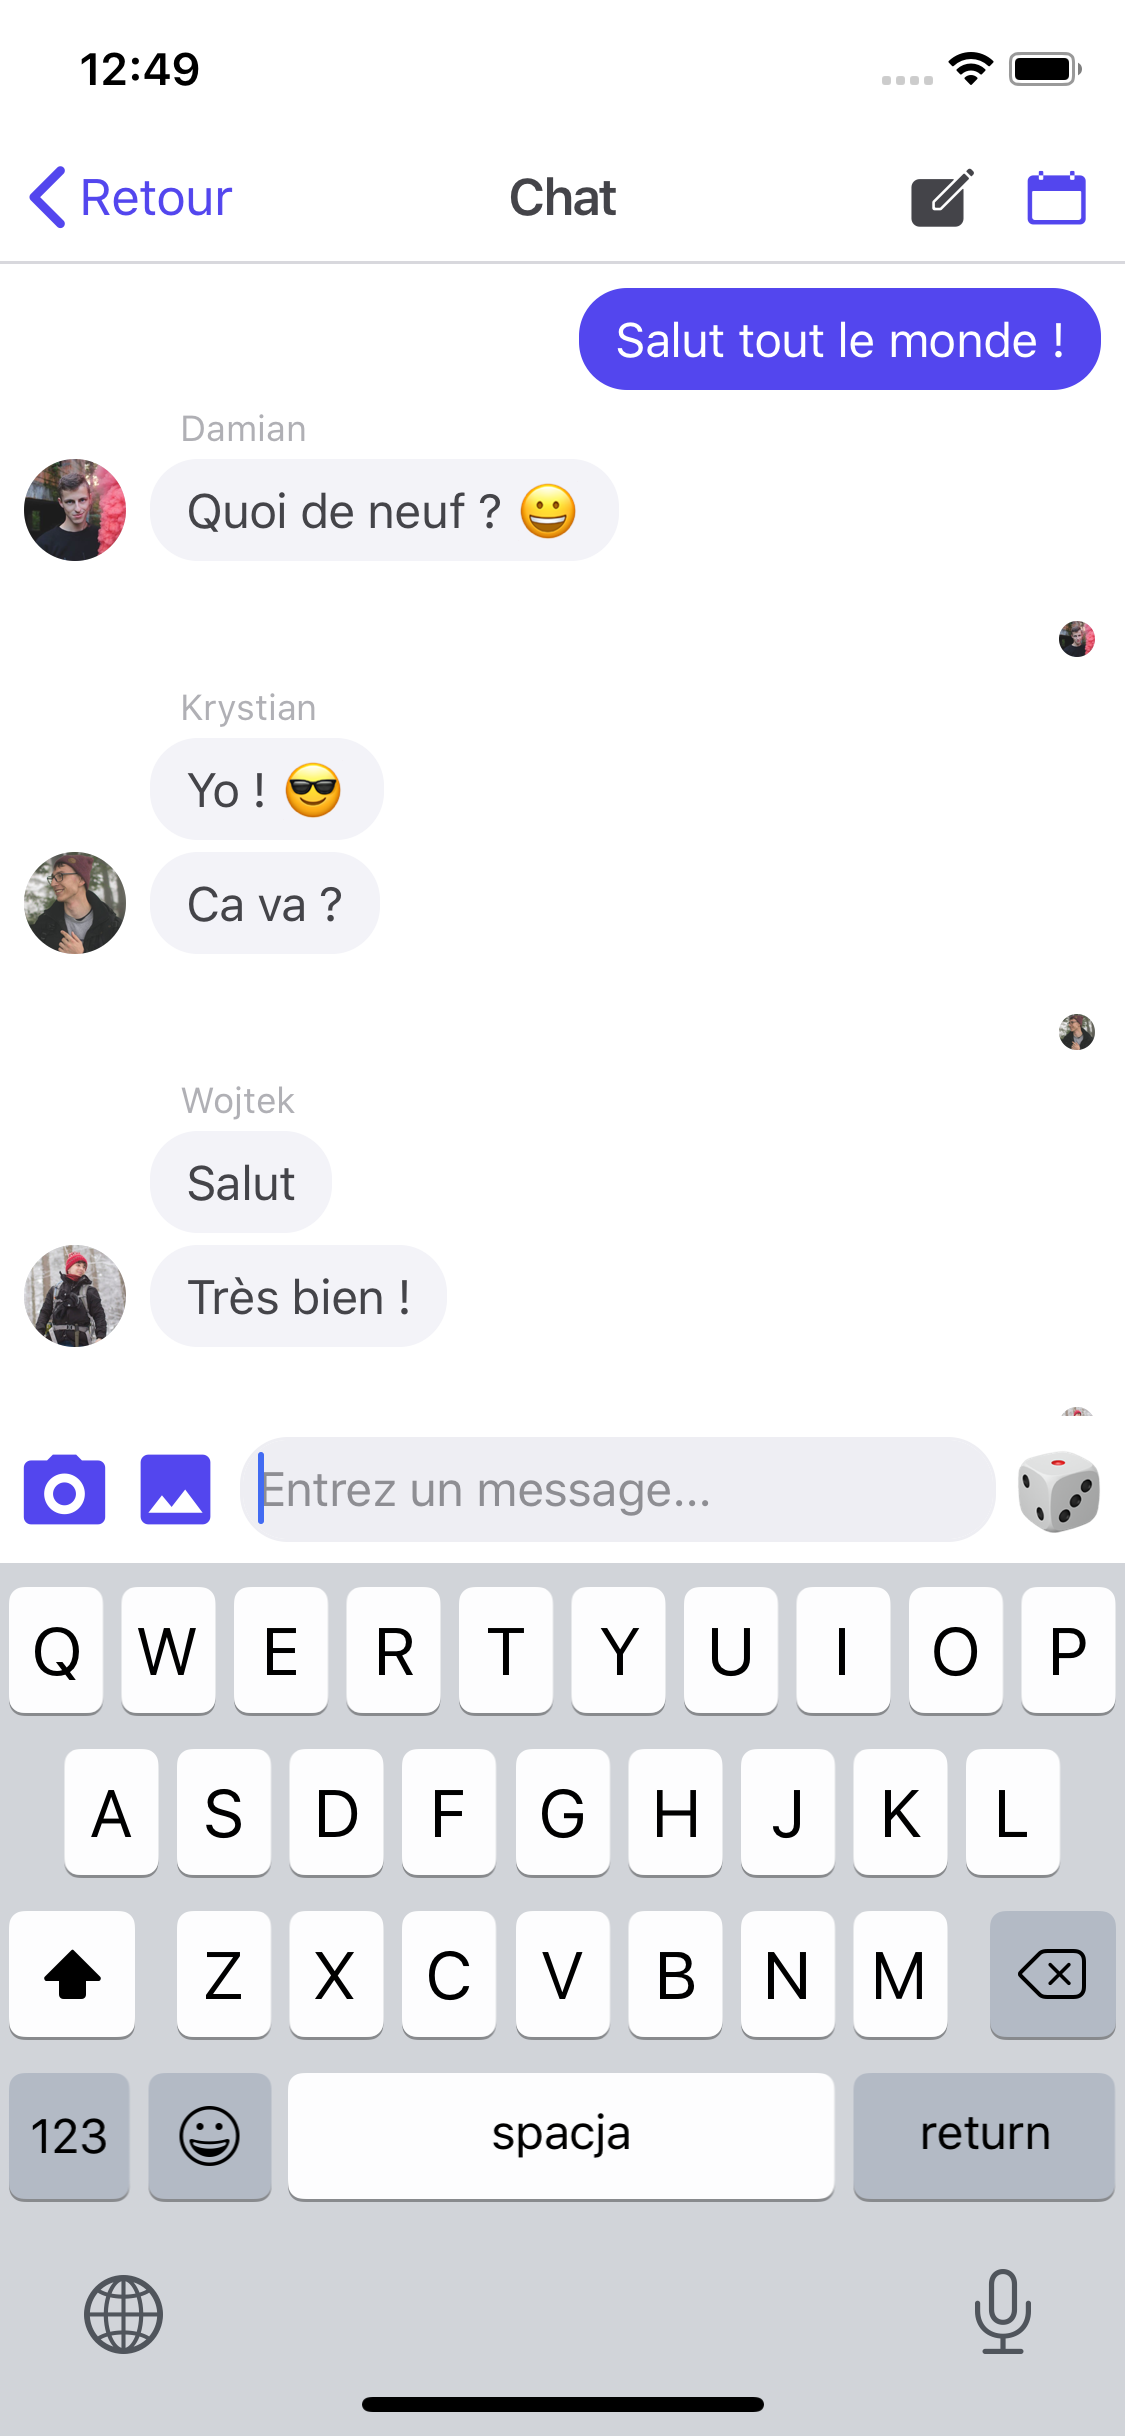 12:49
Retour
Chat
Salut tout le monde !
Damian
Quoi de neuf ? 😀
Krystian
Yo ! 😎
Ca va ?
Wojtek
Salut
Très bien !
Entrez un message...
Q W E R T Y U I O P
A S D F G H J K L
Z X C V B N M
123 spacja return